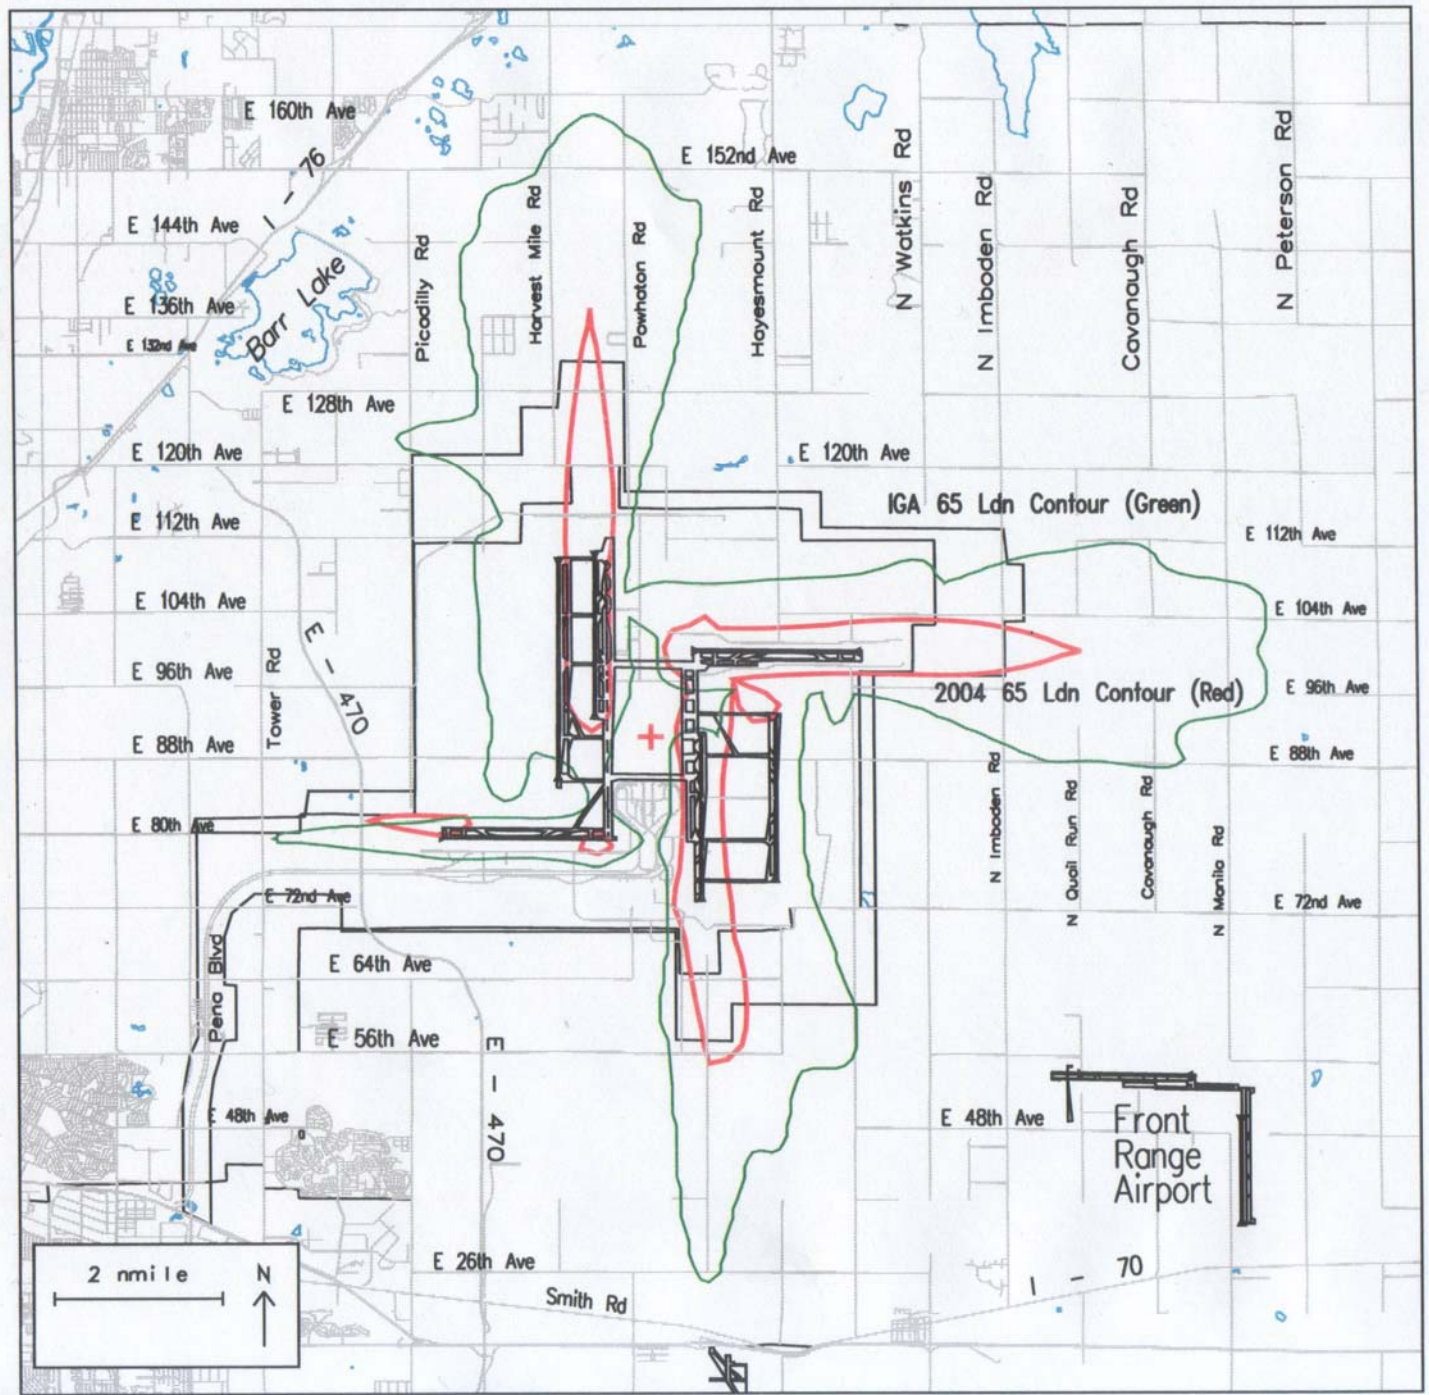 E 160th Ave
E 152nd Ave
I - 76
E 144th Ave
Barr Lake
E 136th Ave
E 132nd Ave
Picadilly Rd
Harvest Mile Rd
Powhaton Rd
Hayesmount Rd
N Watkins Rd
N Imboden Rd
Cavanaugh Rd
N Peterson Rd
E 128th Ave
E 120th Ave
E 120th Ave
IGA 65 Ldn Contour (Green)
E 112th Ave
E 112th Ave
E 104th Ave
E 104th Ave
E - 470
Tower Rd
E 96th Ave
2004 65 Ldn Contour (Red)
E 96th Ave
E 88th Ave
E 88th Ave
N Imboden Rd
N Quail Run Rd
Cavanaugh Rd
N Manila Rd
E 80th Ave
E 72nd Ave
E 72nd Ave
Pena Blvd
E 64th Ave
E 56th Ave
E - 470
E 48th Ave
E 48th Ave
Front
Range
Airport
E 26th Ave
Smith Rd
I - 70
2 nmile
N